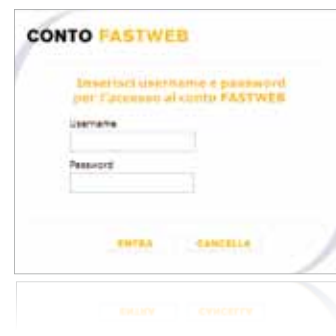 CONTO FASTWEB
Inserisci username e password
per l'accesso al conto FASTWEB
Username
Password
ENTRA CANCELLA